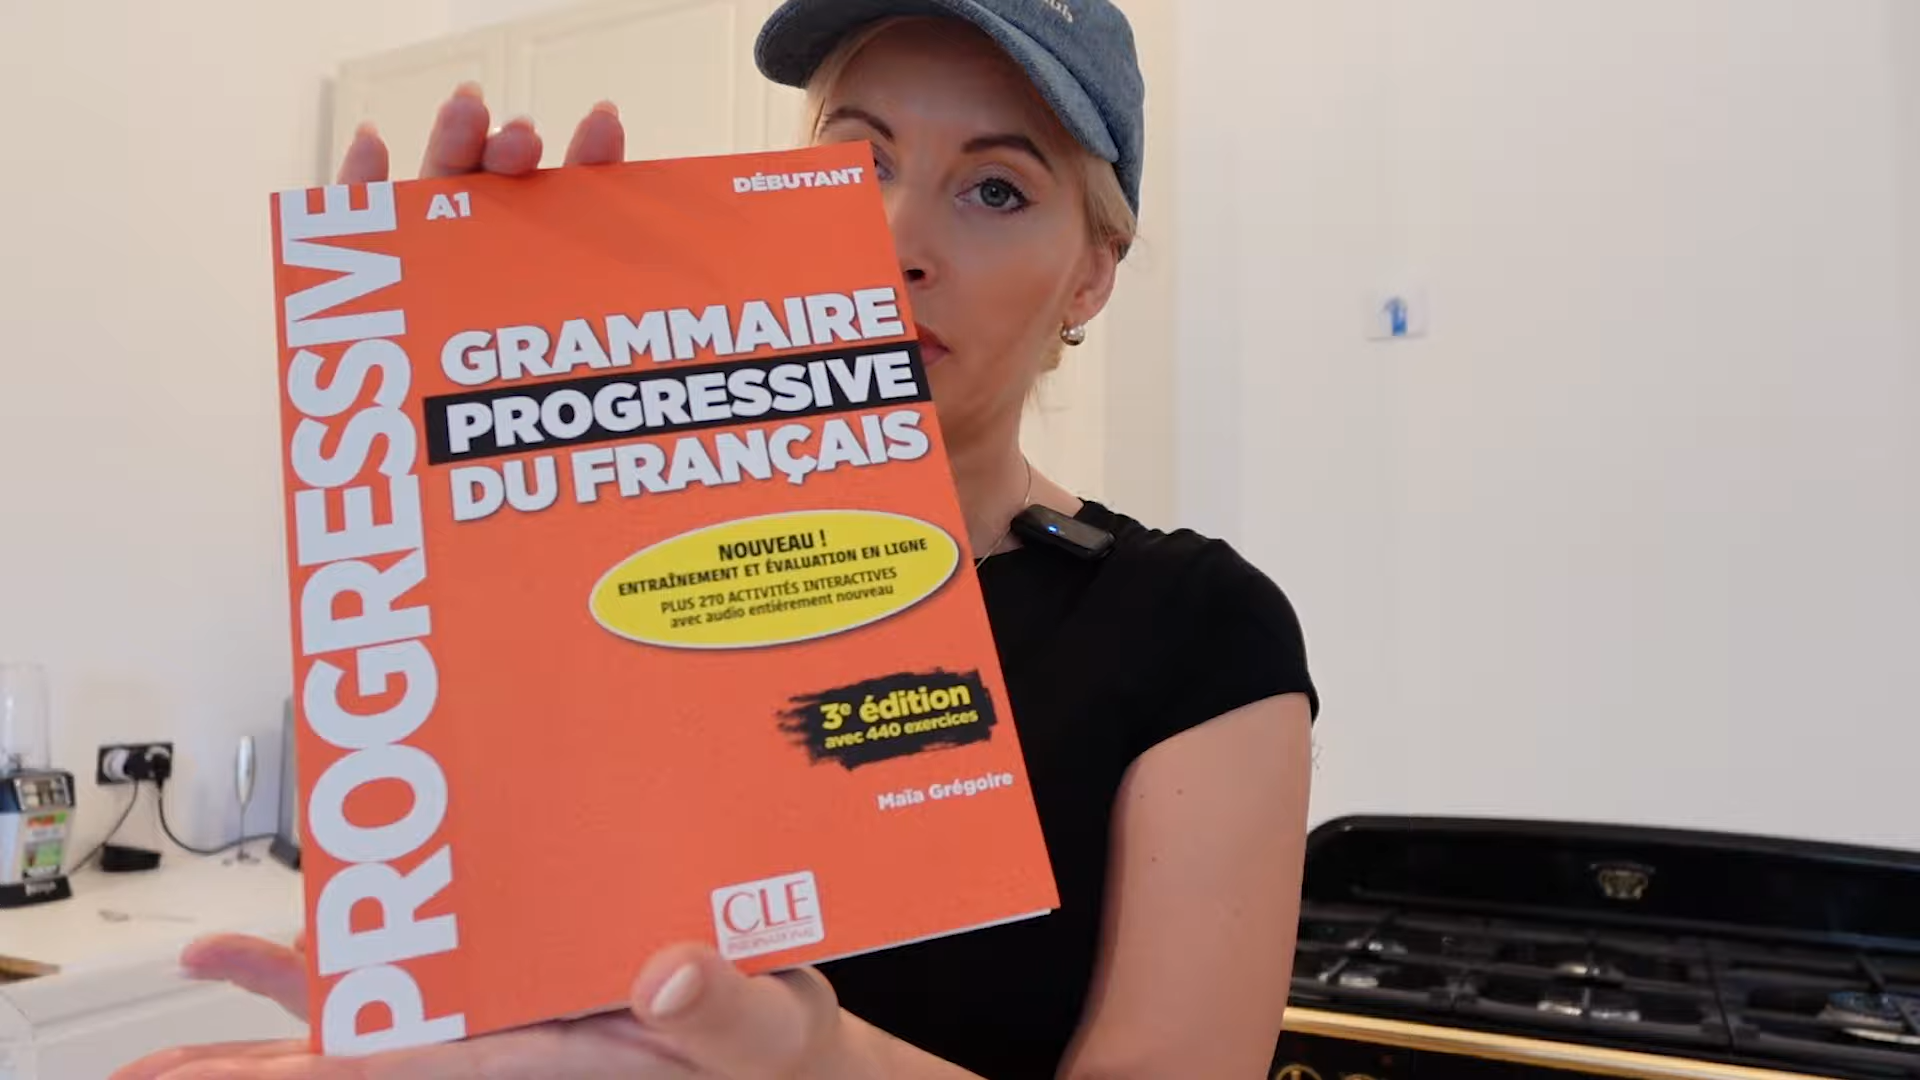 PROGRESSIVE
A1
DÉBUTANT
GRAMMAIRE
PROGRESSIVE
DU FRANÇAIS
NOUVEAU !
ENTRAÎNEMENT ET ÉVALUATION EN LIGNE
PLUS 270 ACTIVITÉS INTERACTIVES
avec audio entièrement nouveau
3e édition
avec 440 exercices
Maïa Grégoire
CLE
INTERNATIONAL